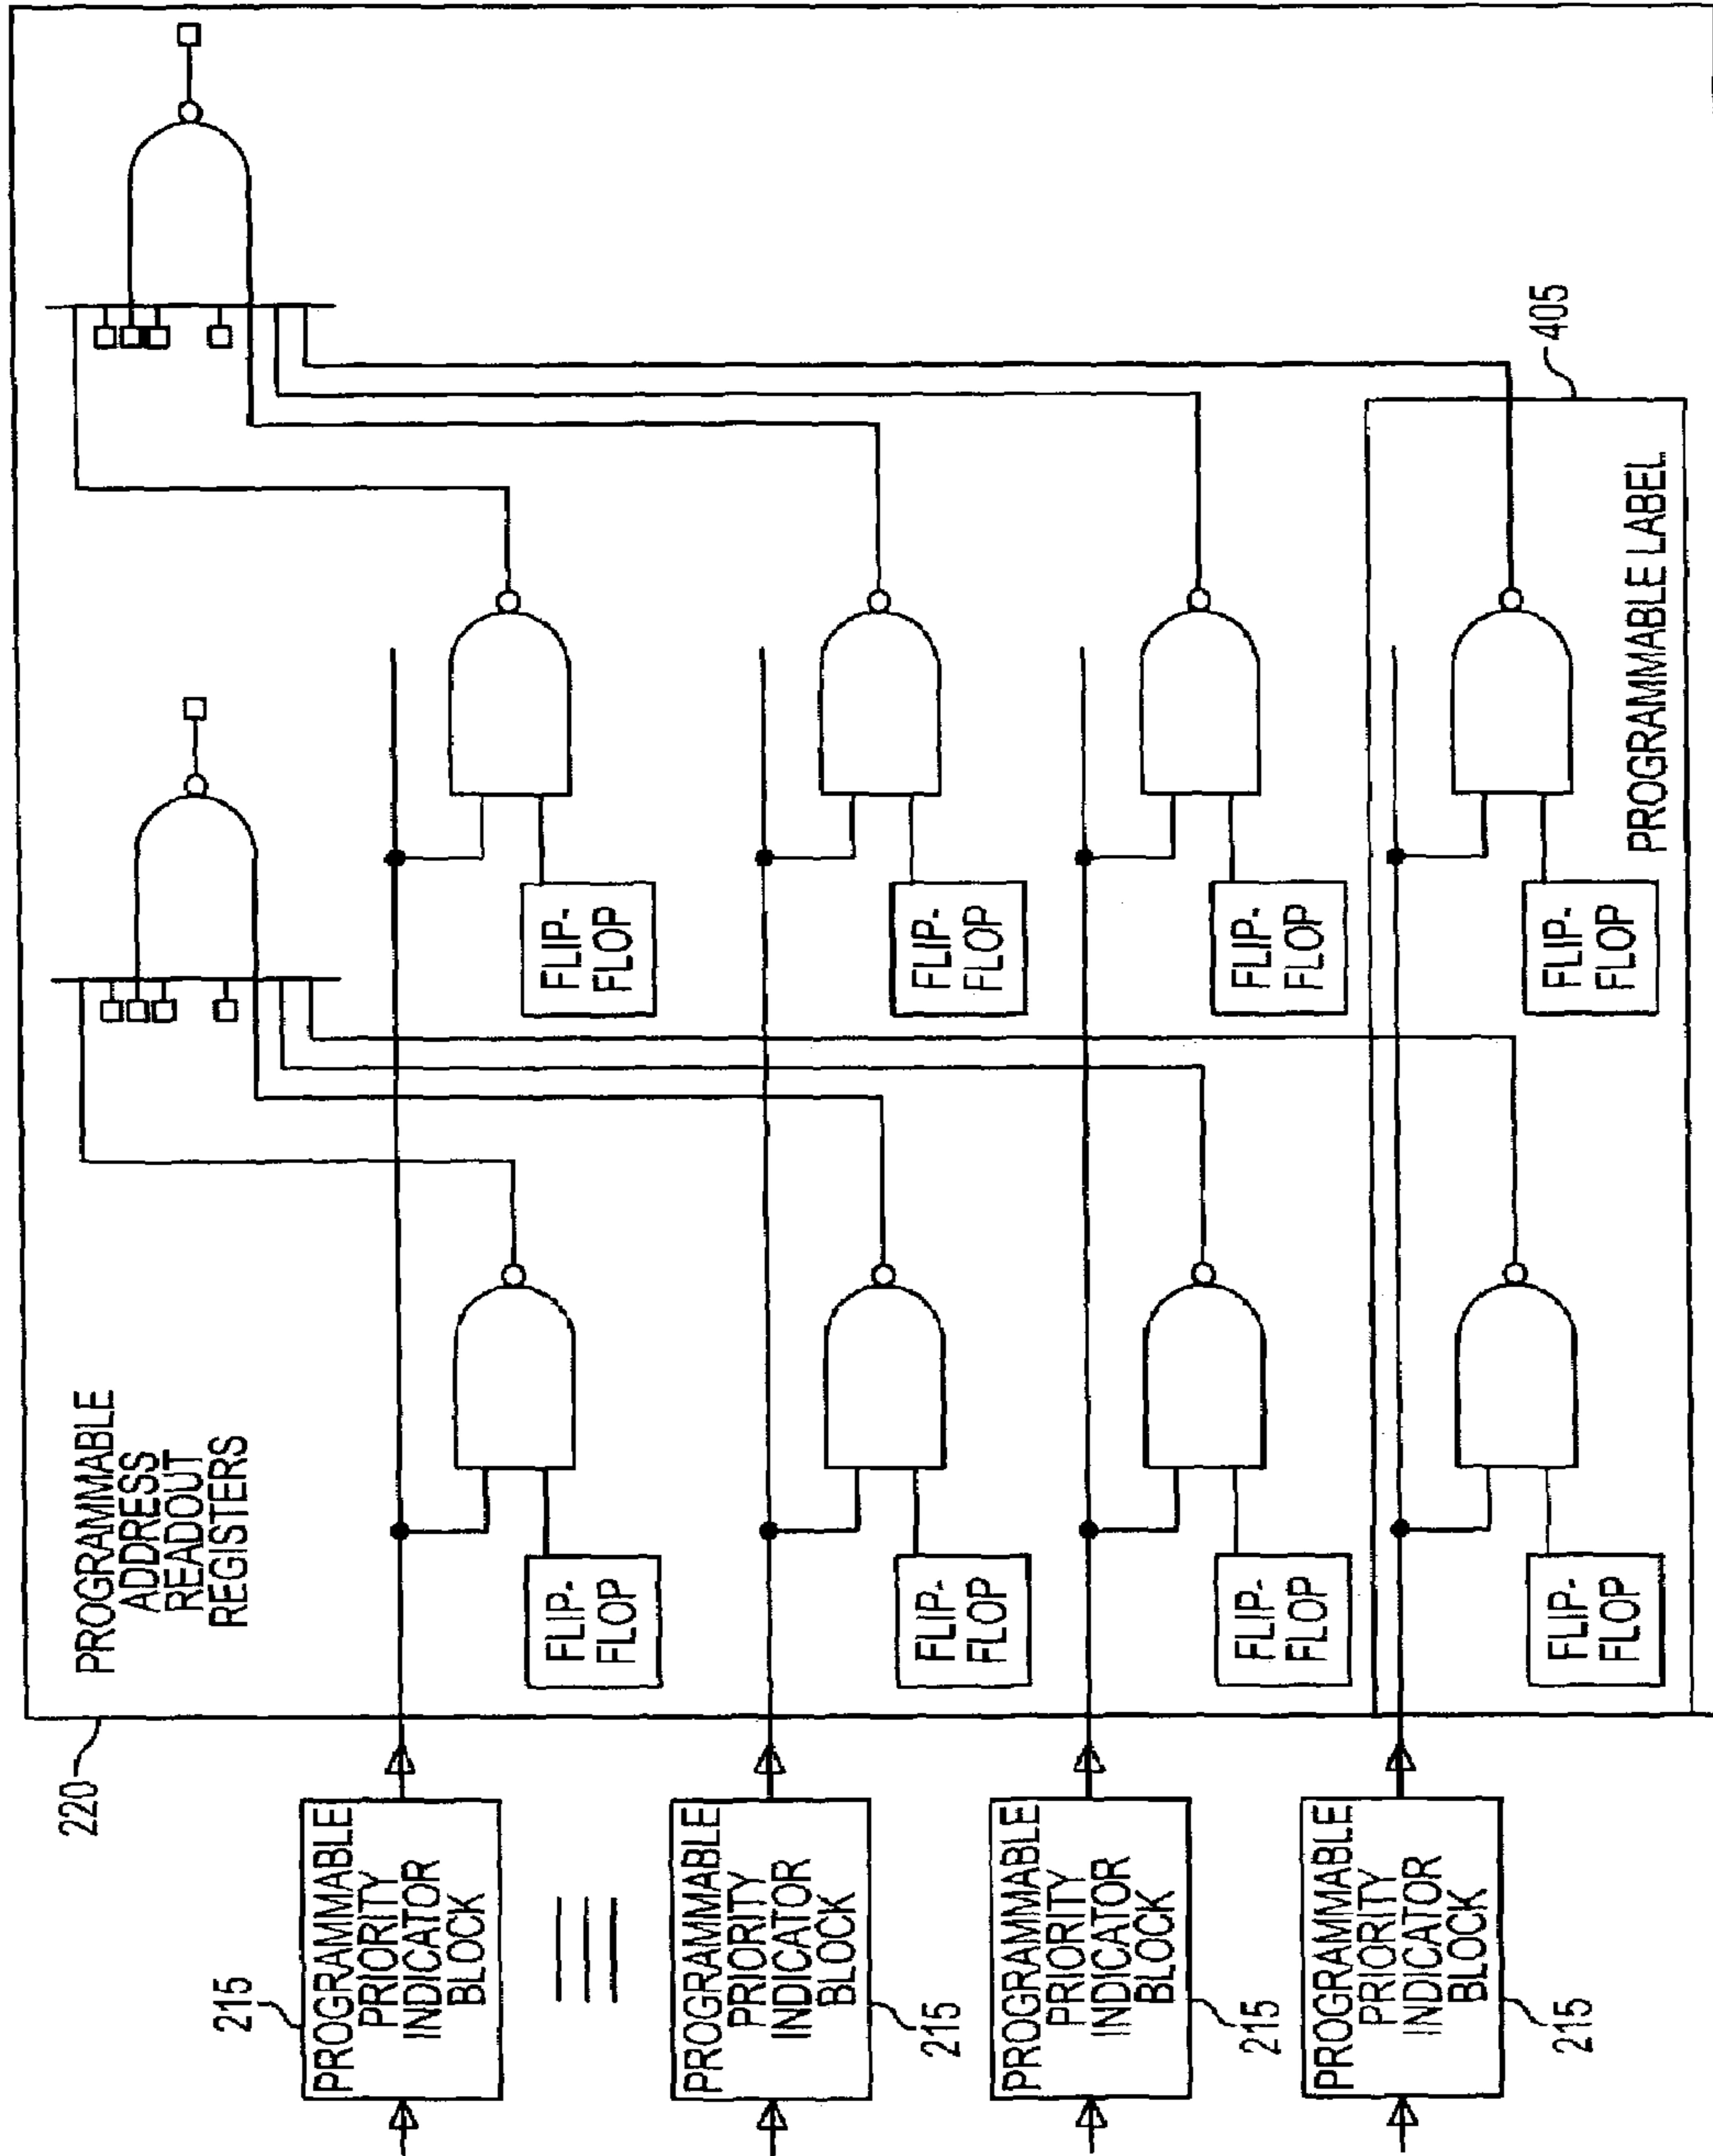 220
PROGRAMMABLE
ADDRESS
READOUT
REGISTERS
215
PROGRAMMABLE
PRIORITY
INDICATOR
BLOCK
FLIP-
FLOP
FLIP-
FLOP
PROGRAMMABLE
PRIORITY
INDICATOR
BLOCK
215
FLIP-
FLOP
FLIP-
FLOP
PROGRAMMABLE
PRIORITY
INDICATOR
BLOCK
215
FLIP-
FLOP
FLIP-
FLOP
405
PROGRAMMABLE
PRIORITY
INDICATOR
BLOCK
215
FLIP-
FLOP
FLIP-
FLOP
PROGRAMMABLE LABEL